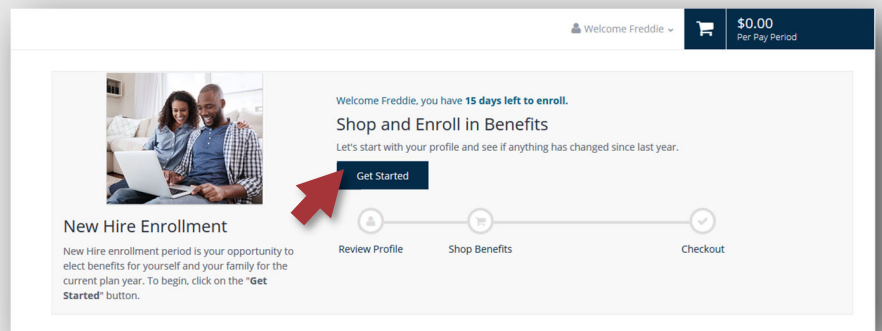 Welcome Freddie
$0.00
Per Pay Period
Welcome Freddie, you have 15 days left to enroll.
Shop and Enroll in Benefits
Let's start with your profile and see if anything has changed since last year.
Get Started
Review Profile
Shop Benefits
Checkout
New Hire Enrollment
New Hire enrollment period is your opportunity to
elect benefits for yourself and your family for the
current plan year. To begin, click on the "Get
Started" button.